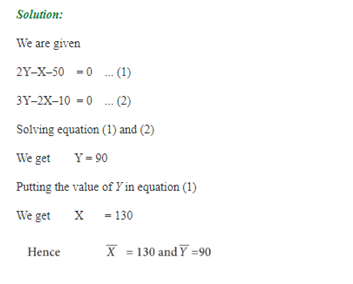 Solution:
We are given
2Y–X–50 = 0 ... (1)
3Y–2X–10 = 0 ... (2)
Solving equation (1) and (2)
We get Y = 90
Putting the value of Y in equation (1)
We get X = 130
Hence X̅ = 130 and Y̅ =90